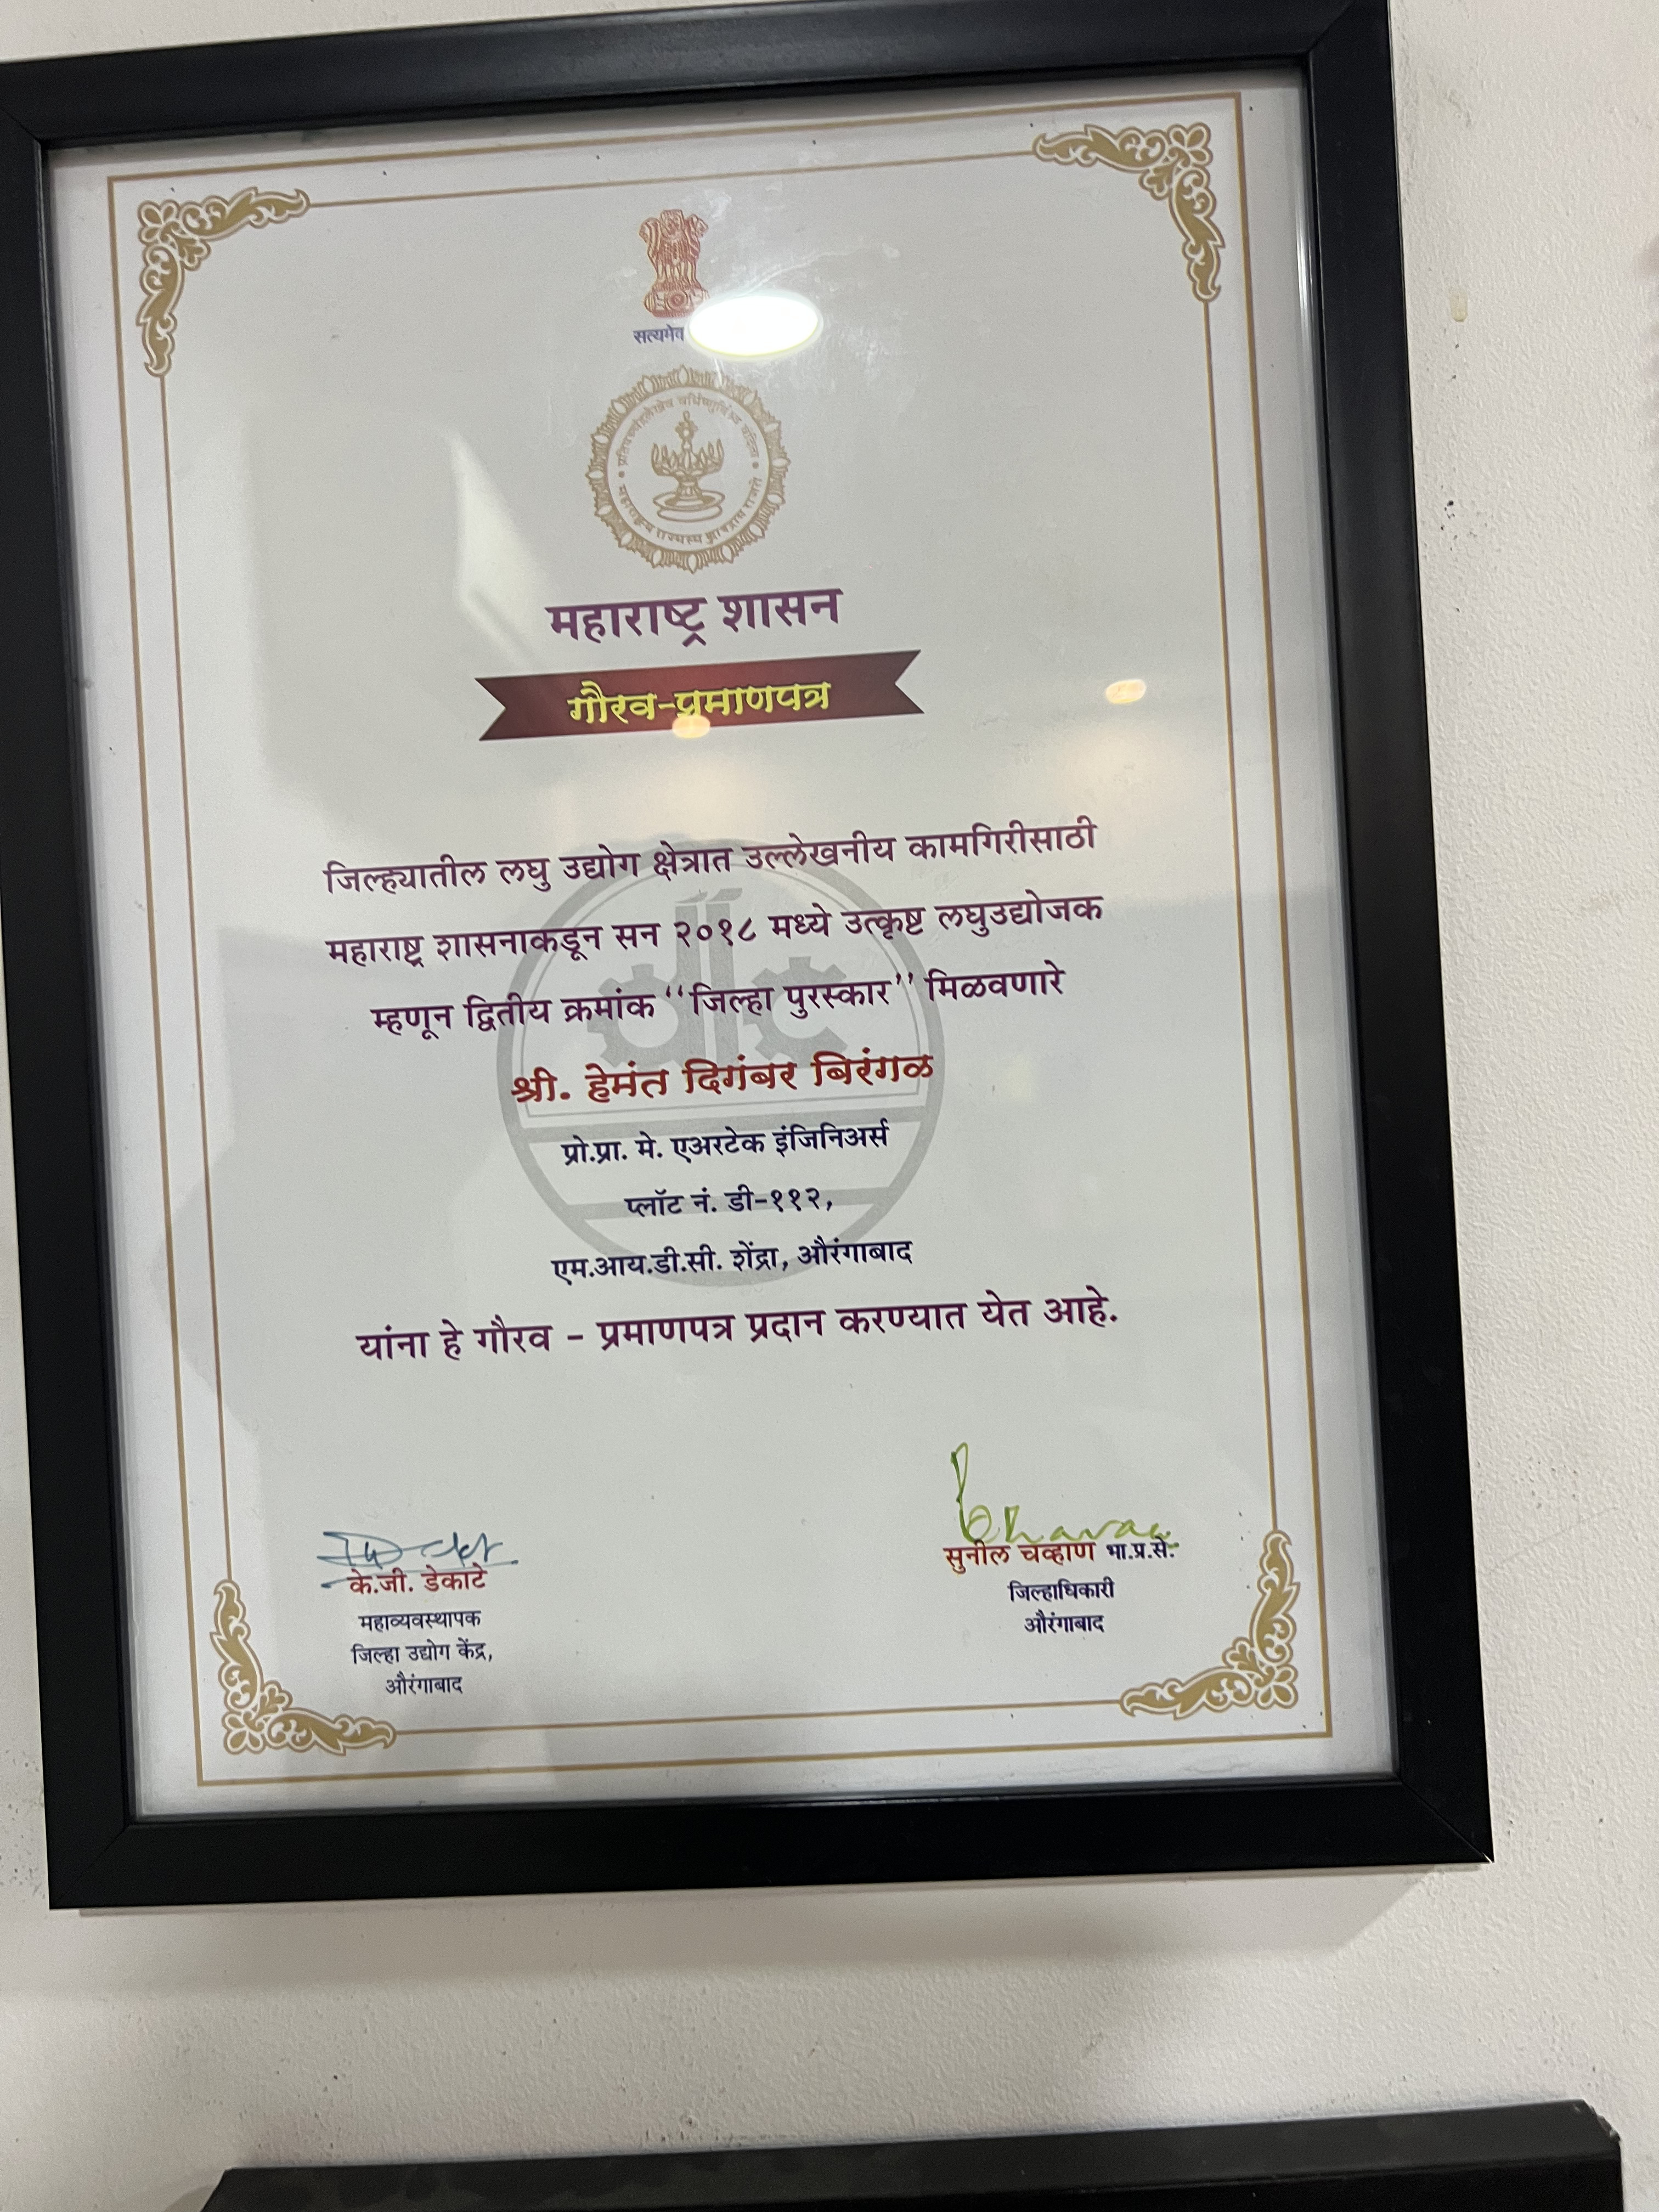 सत्यमेव
महाराष्ट्र शासन
गौरव-प्रमाणपत्र
जिल्ह्यातील लघु उद्योग क्षेत्रात उल्लेखनीय कामगिरीसाठी
महाराष्ट्र शासनाकडून सन २०१८ मध्ये उत्कृष्ट लघुउद्योजक
म्हणून द्वितीय क्रमांक "जिल्हा पुरस्कार" मिळवणारे
श्री. हेमंत दिगंबर बिरंगळ
प्रो.प्रा. मे. एअरटेक इंजिनिअर्स
प्लॉट नं. डी-११२,
एम.आय.डी.सी. शेंद्रा, औरंगाबाद
यांना हे गौरव - प्रमाणपत्र प्रदान करण्यात येत आहे.
के.जी. डेकाटे
महाव्यवस्थापक
जिल्हा उद्योग केंद्र,
औरंगाबाद
सुनील चव्हाण भा.प्र.से.
जिल्हाधिकारी
औरंगाबाद